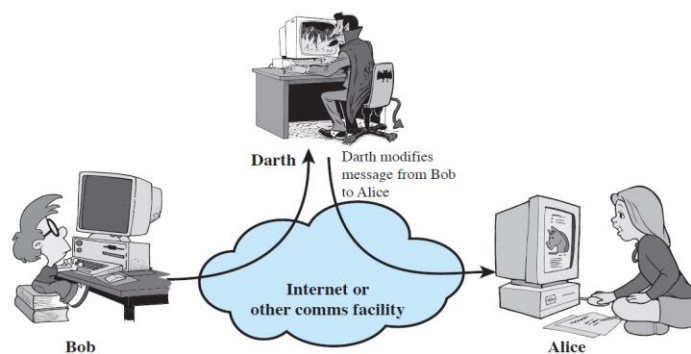 Darth
Darth modifies
message from Bob
to Alice
Internet or
other comms facility
Bob
Alice